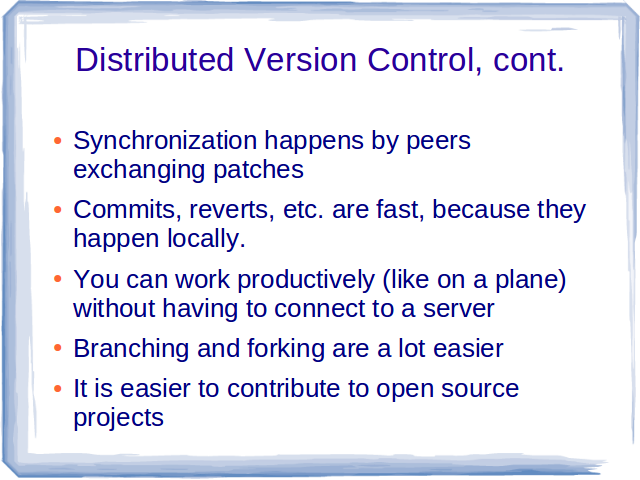 Distributed Version Control, cont.
• Synchronization happens by peers
exchanging patches
• Commits, reverts, etc. are fast, because they
happen locally.
• You can work productively (like on a plane)
without having to connect to a server
• Branching and forking are a lot easier
• It is easier to contribute to open source
projects